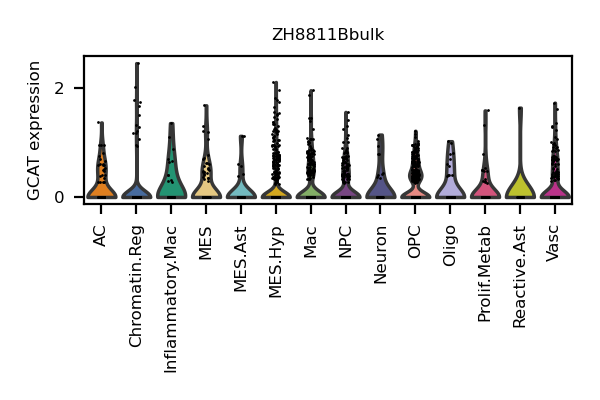 ZH8811Bbulk
GCAT expression
2
0
AC
Chromatin.Reg
Inflammatory.Mac
MES
MES.Ast
MES.Hyp
Mac
NPC
Neuron
OPC
Oligo
Prolif.Metab
Reactive.Ast
Vasc